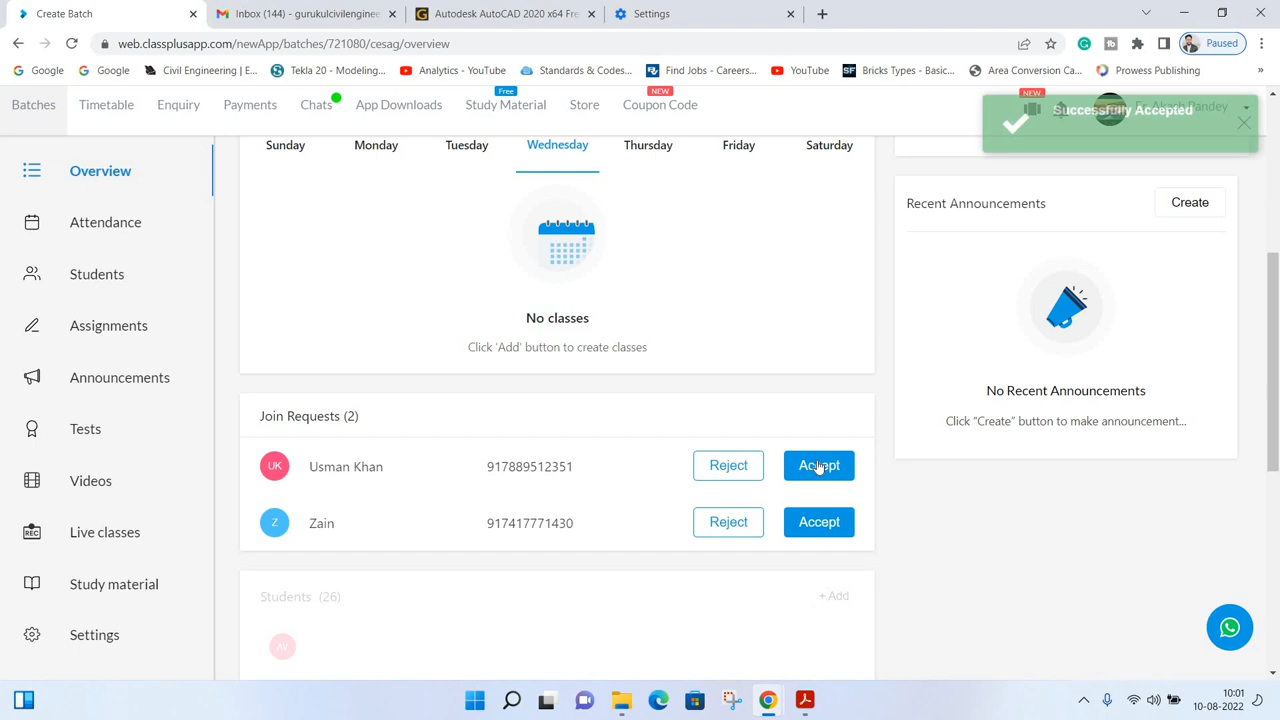 Create Batch
Inbox (144) - gurukulcivilengine
Autodesk AutoCAD 2020 x64 Fre
Settings
web.classplusapp.com/newApp/batches/721080/cesag/overview
Paused
Google
Google
Civil Engineering | E...
Tekla 20 - Modeling...
Analytics - YouTube
Standards & Codes...
Find Jobs - Careers...
YouTube
Bricks Types - Basic...
Area Conversion Ca...
Prowess Publishing
Batches
Timetable
Enquiry
Payments
Chats
App Downloads
Free
Study Material
Store
NEW
Coupon Code
NEW
Er. Akash Pandey
Successfully Accepted
Overview
Attendance
Students
Assignments
Announcements
Tests
Videos
REC
Live classes
Study material
Settings
Sunday
Monday
Tuesday
Wednesday
Thursday
Friday
Saturday
No classes
Click 'Add' button to create classes
Recent Announcements
Create
No Recent Announcements
Click "Create" button to make announcement...
Join Requests (2)
UK
Usman Khan
917889512351
Reject
Accept
Z
Zain
917417771430
Reject
Accept
Students (26)
+ Add
AV
10:01
10-08-2022